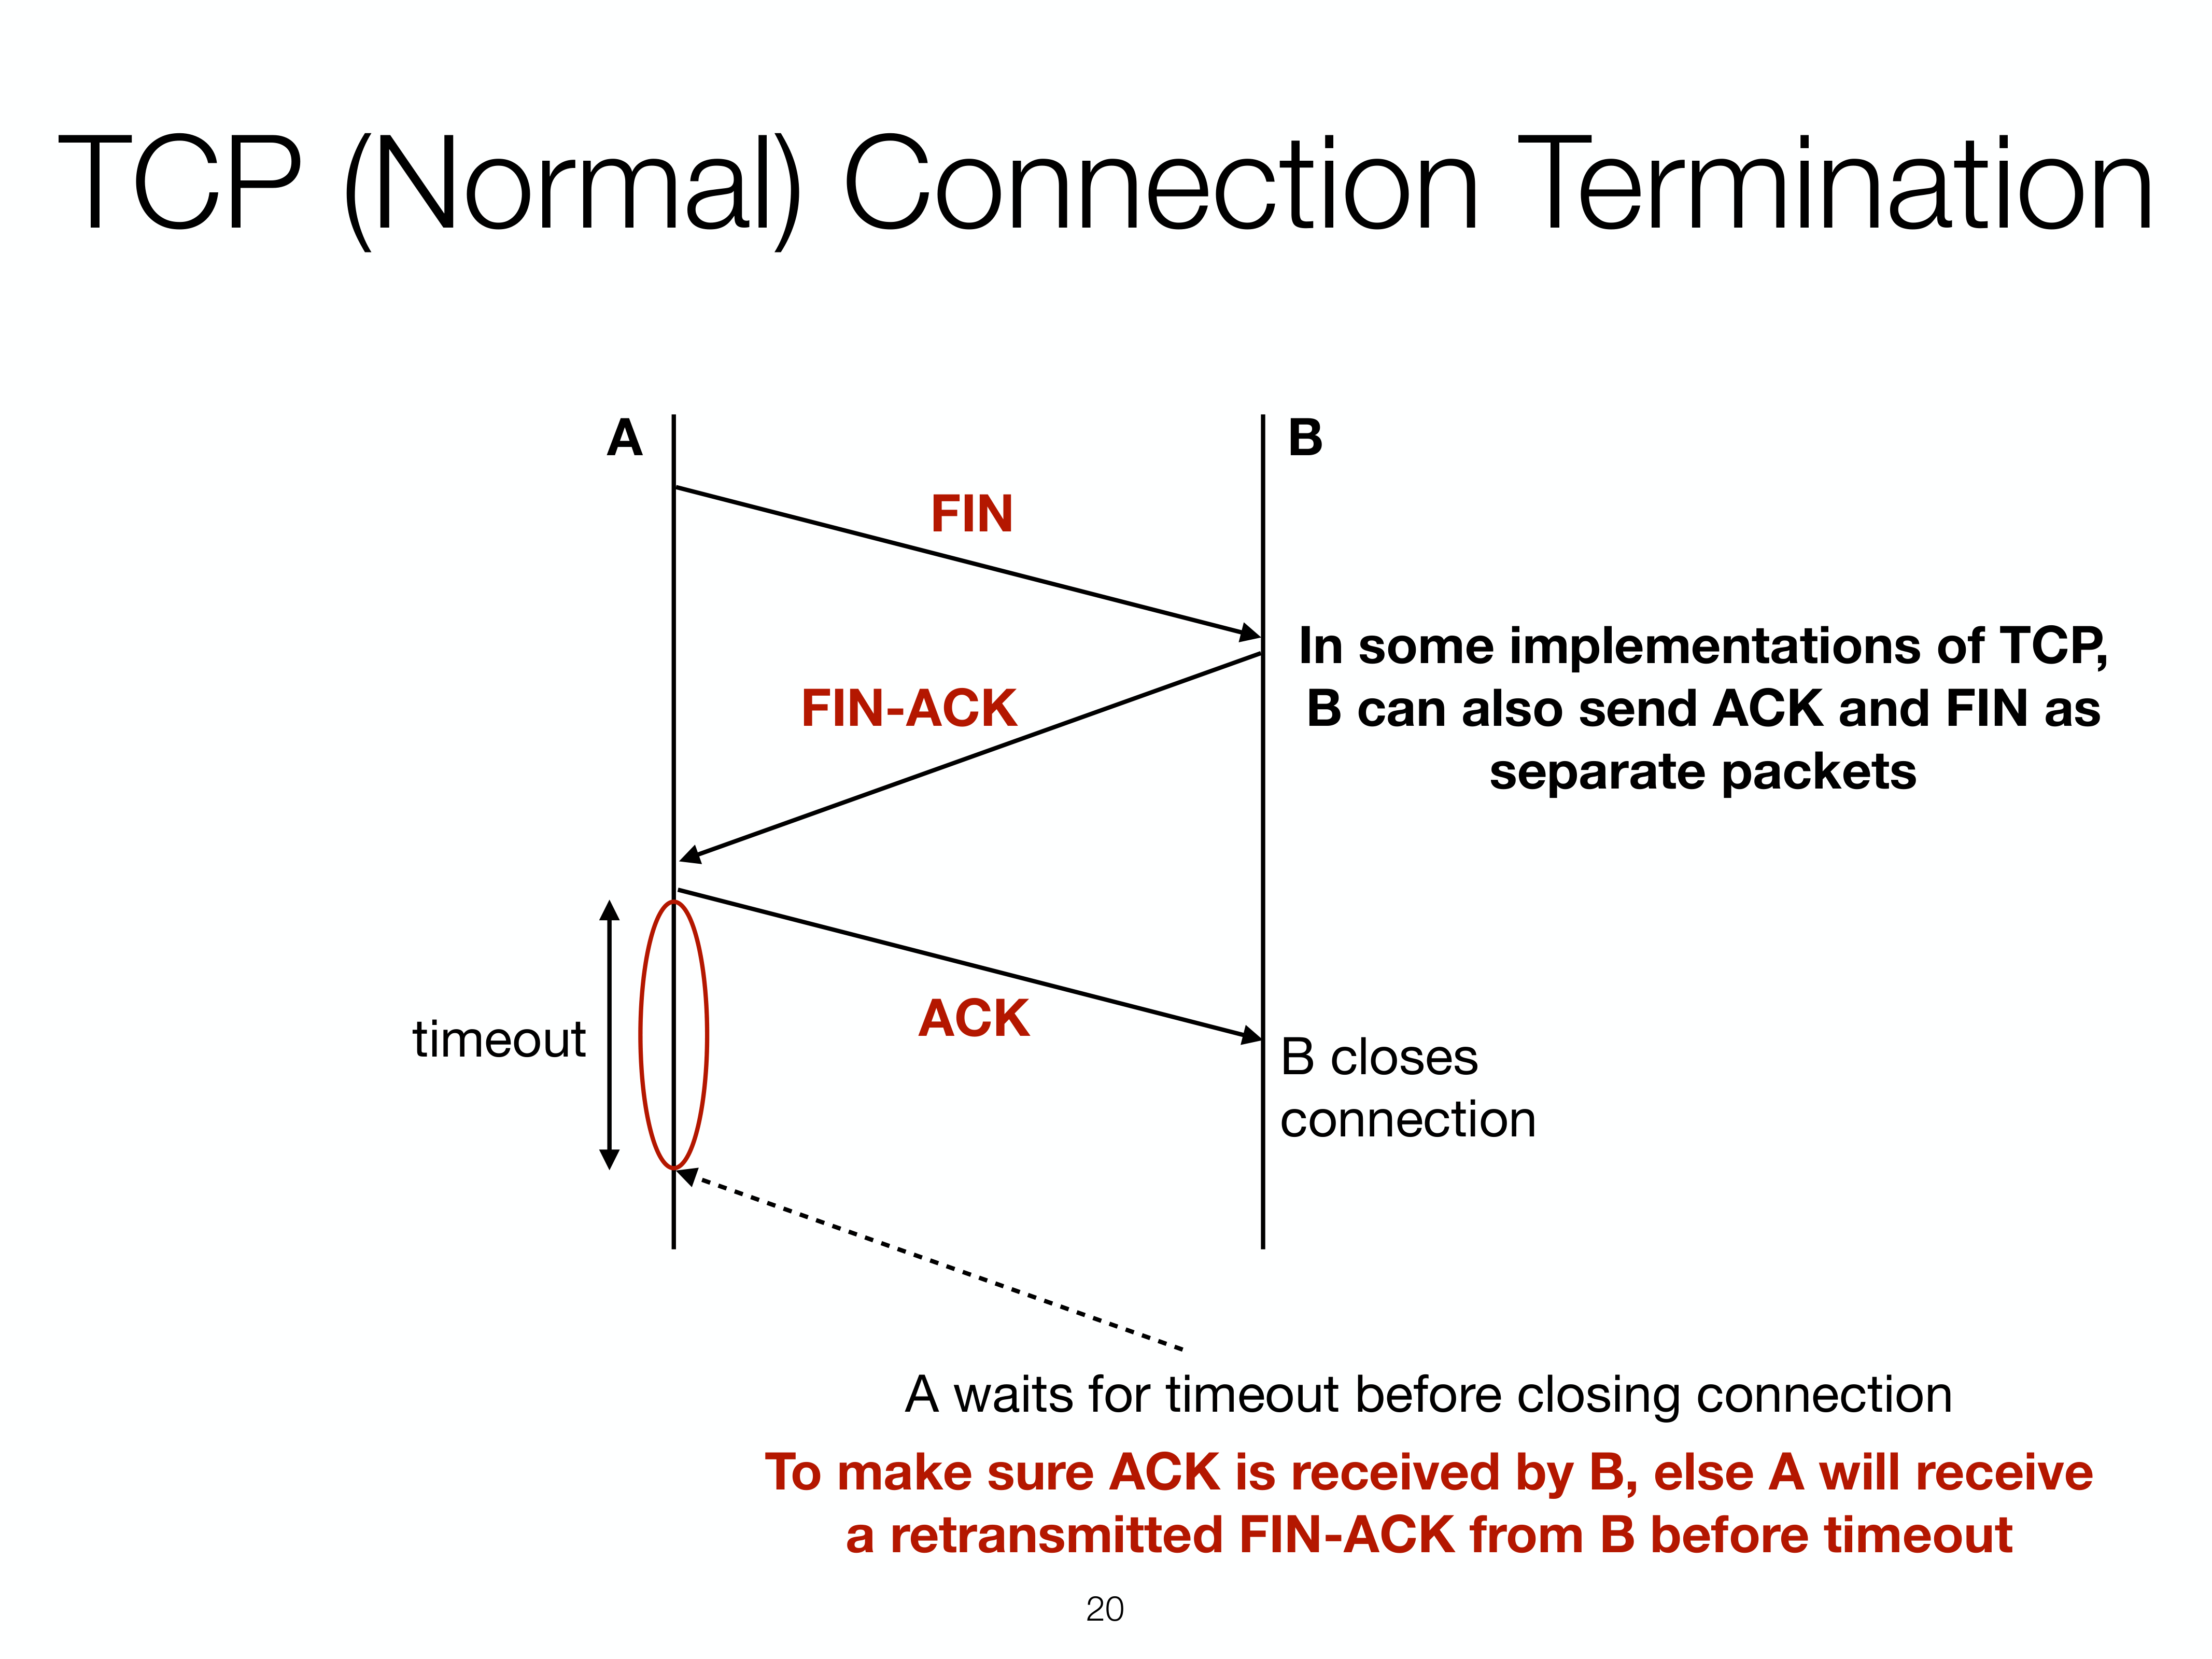 TCP (Normal) Connection Termination
A
B
FIN
In some implementations of TCP,
B can also send ACK and FIN as
separate packets
FIN-ACK
ACK
timeout
B closes
connection
A waits for timeout before closing connection
To make sure ACK is received by B, else A will receive
a retransmitted FIN-ACK from B before timeout
20